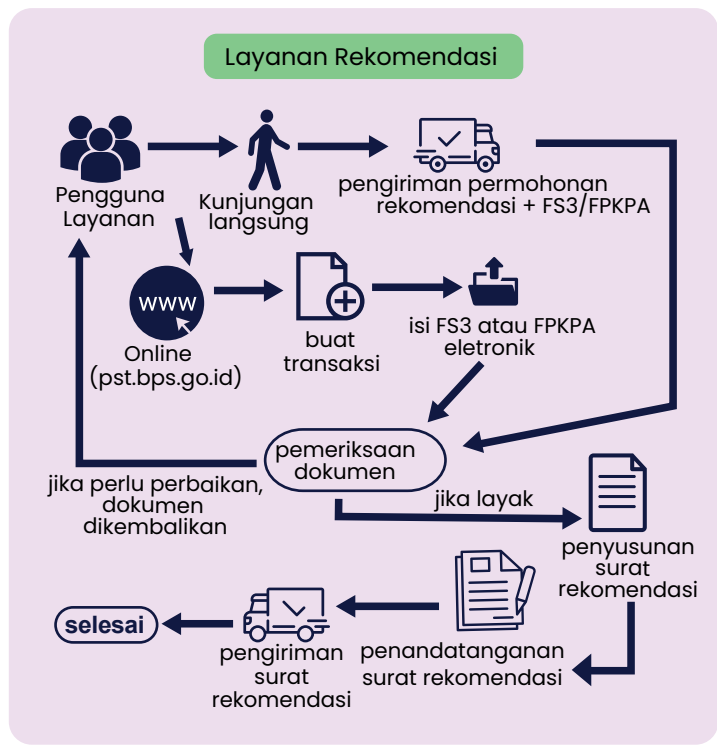 Layanan Rekomendasi
Pengguna
Layanan
Kunjungan
langsung
pengiriman permohonan
rekomendasi + FS3/FPKPA
www
Online
(pst.bps.go.id)
buat
transaksi
isi FS3 atau FPKPA
eletronik
pemeriksaan
dokumen
jika perlu perbaikan,
dokumen
dikembalikan
jika layak
penyusunan
surat
rekomendasi
penandatanganan
surat rekomendasi
pengiriman
surat
rekomendasi
selesai